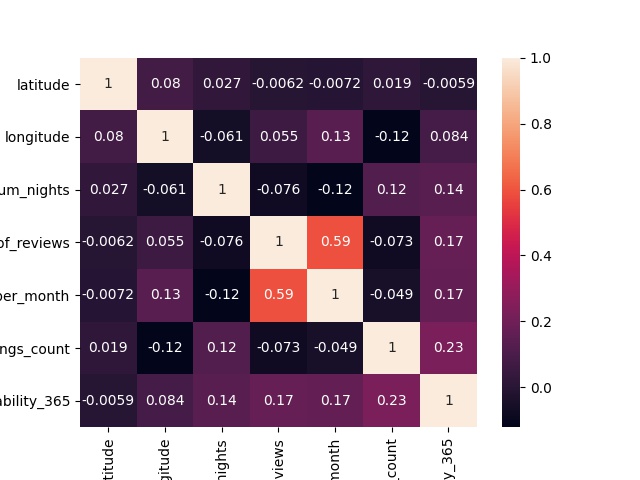 latitude 1 0.08 0.027 -0.0062 -0.0072 0.019 -0.0059
longitude 0.08 1 -0.061 0.055 0.13 -0.12 0.084
um_nights 0.027 -0.061 1 -0.076 -0.12 0.12 0.14
of_reviews -0.0062 0.055 -0.076 1 0.59 -0.073 0.17
per_month -0.0072 0.13 -0.12 0.59 1 -0.049 0.17
ngs_count 0.019 -0.12 0.12 -0.073 -0.049 1 0.23
ability_365 -0.0059 0.084 0.14 0.17 0.17 0.23 1
titude
gitude
nights
views
month
_count
y_365
1.0
0.8
0.6
0.4
0.2
0.0